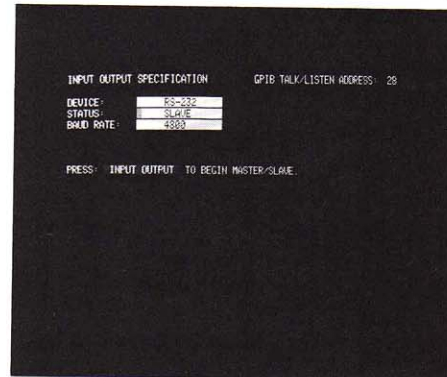 INPUT OUTPUT SPECIFICATION GPIB TALK/LISTEN ADDRESS: 29
DEVICE: RS-232
STATUS: SLAVE
BAUD RATE: 4800
PRESS: INPUT OUTPUT TO BEGIN MASTER/SLAVE.